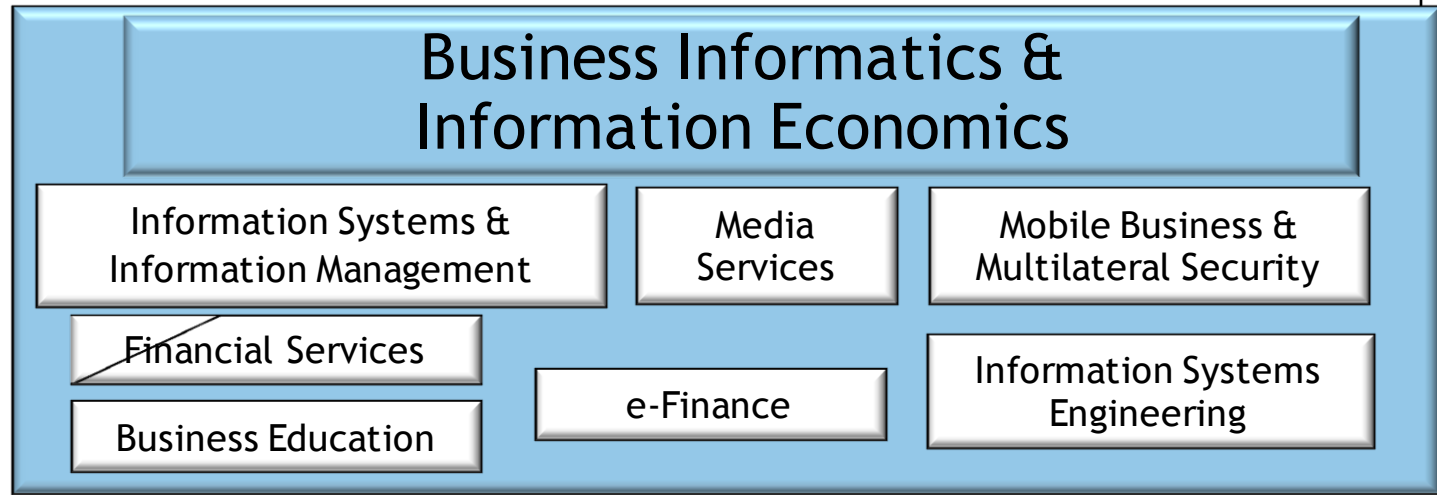 Business Informatics &
Information Economics
Information Systems &
Information Management
Media
Services
Mobile Business &
Multilateral Security
Financial Services
Business Education
e-Finance
Information Systems
Engineering